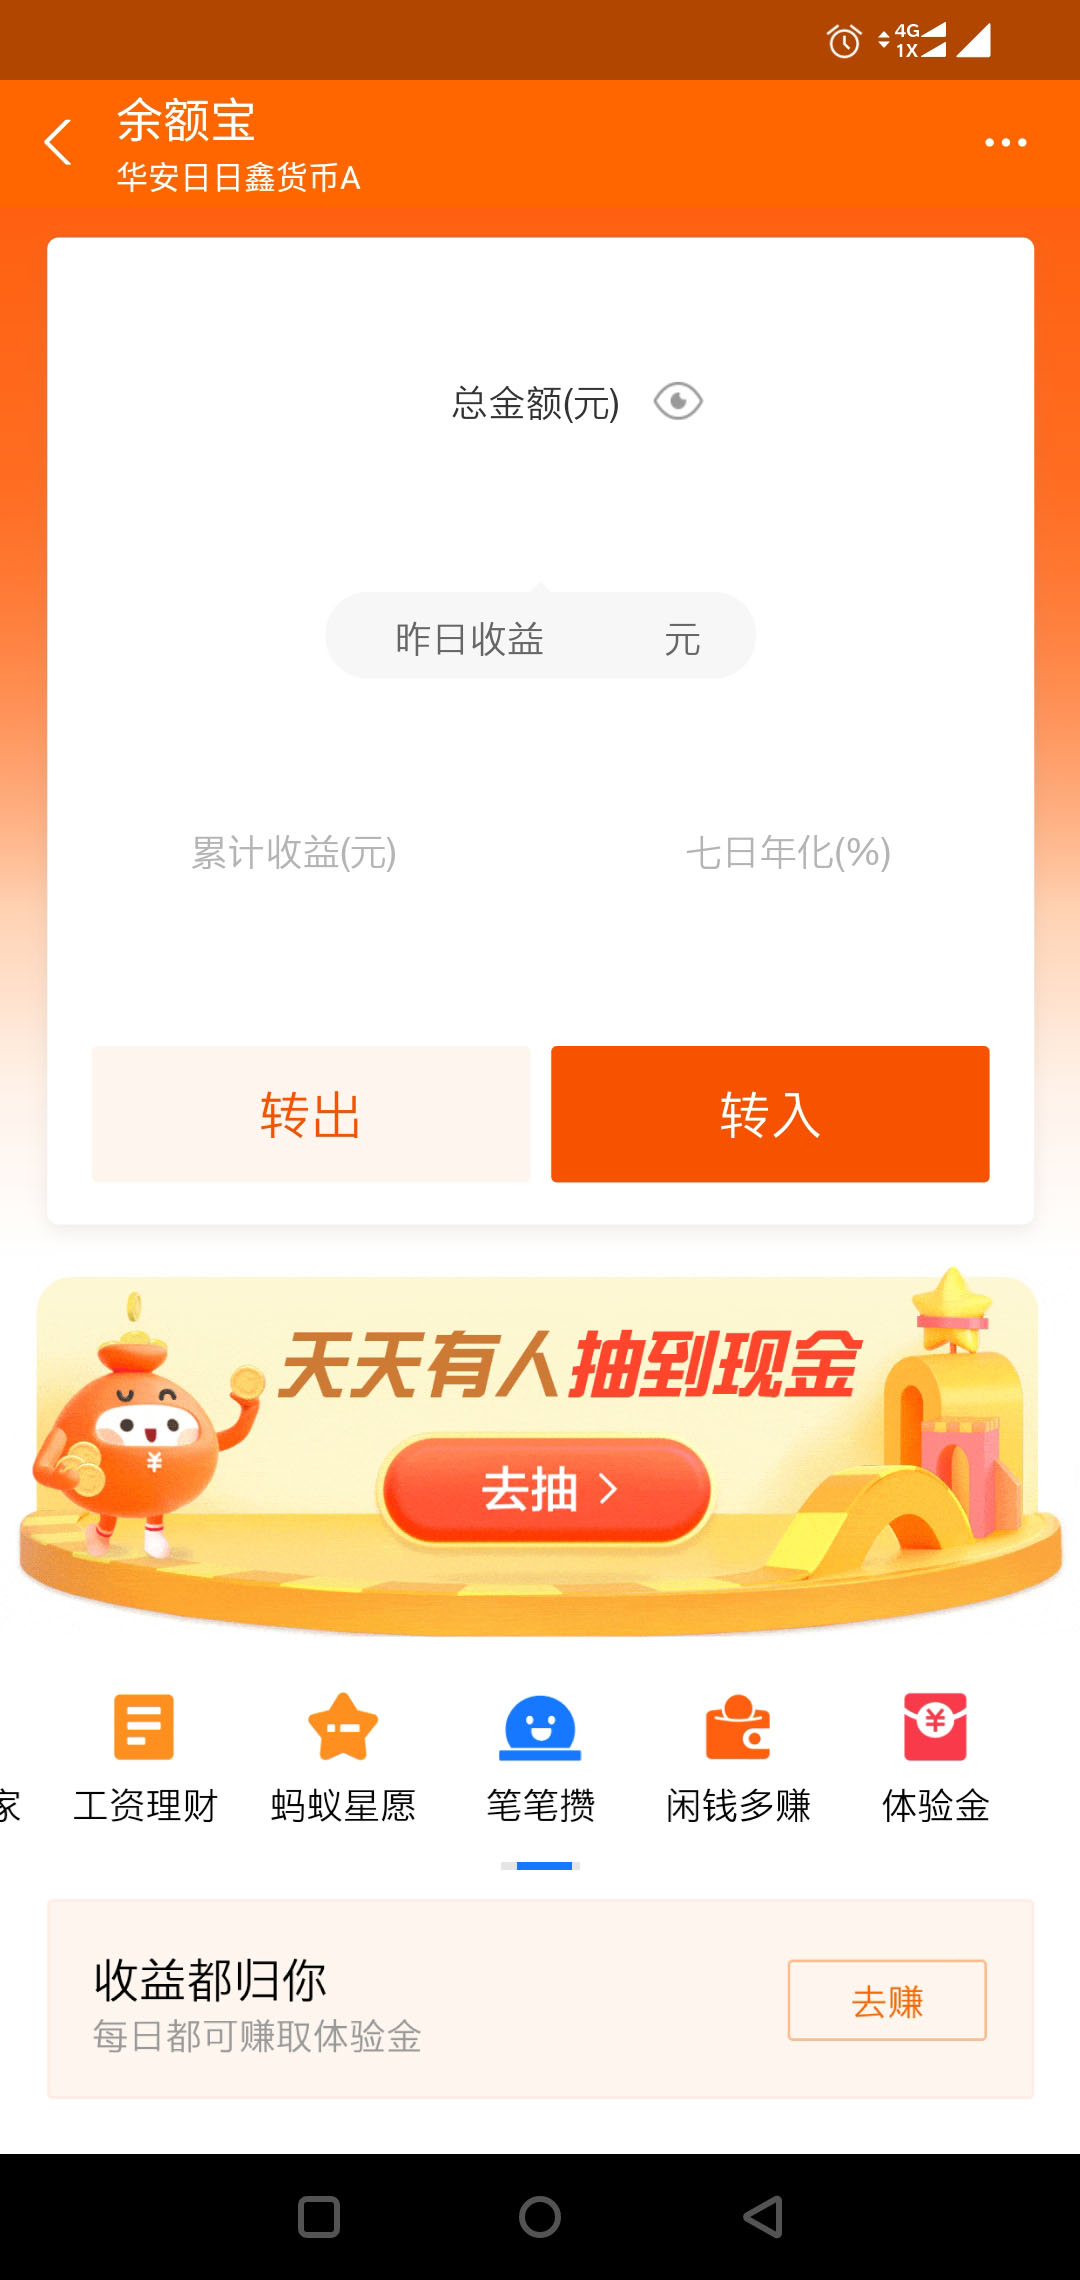 4G
1X
余额宝
华安日日鑫货币A
总金额(元)
昨日收益 元
累计收益(元) 七日年化(%)
转出 转入
天天有人抽到现金
去抽
家 工资理财 蚂蚁星愿 笔笔攒 闲钱多赚 体验金
收益都归你
每日都可赚取体验金
去赚